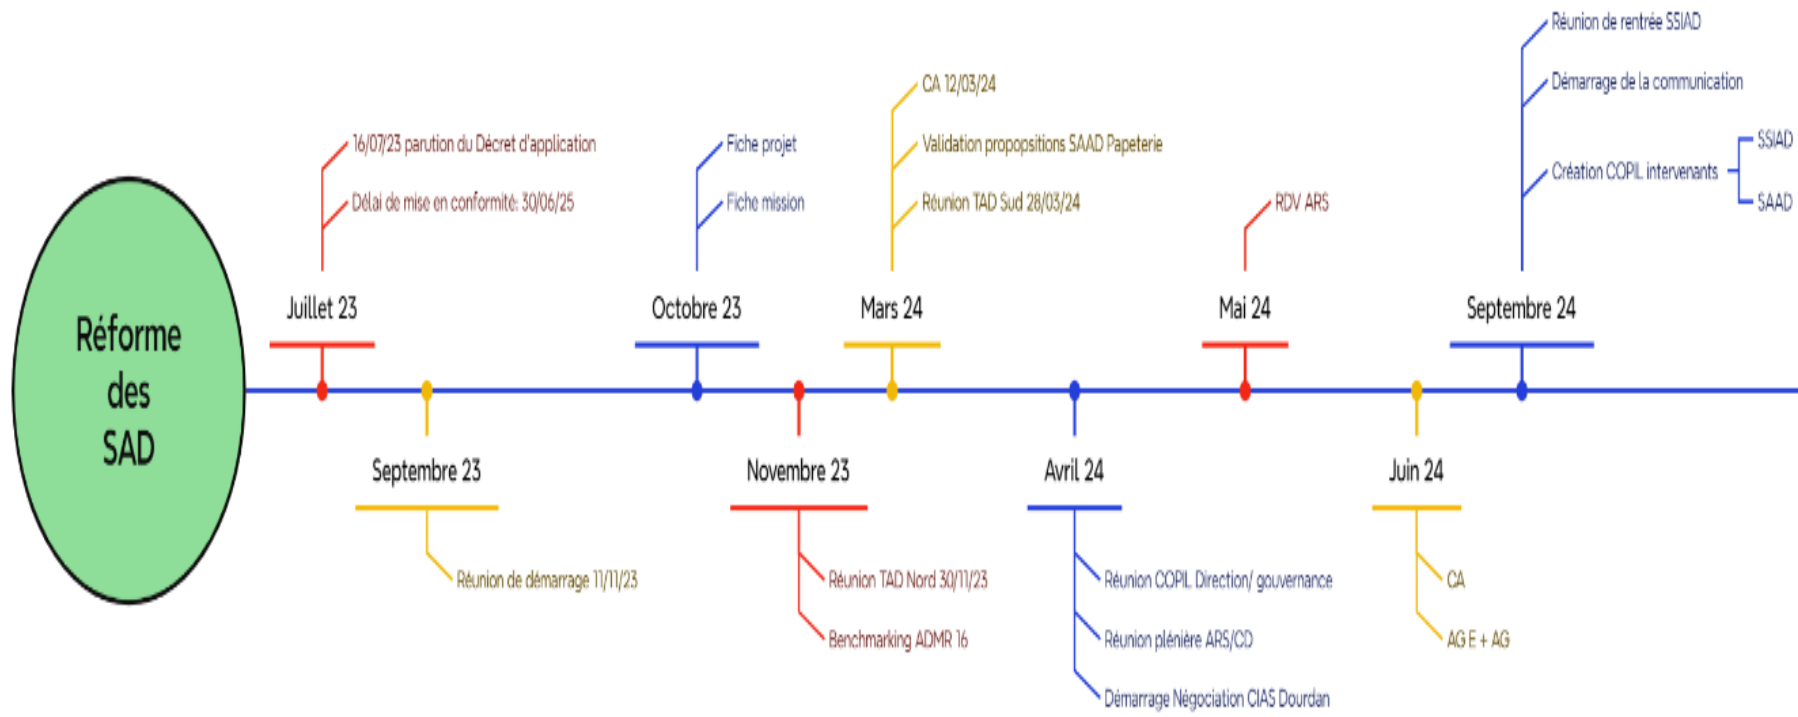 Réforme
des
SAD
16/07/23 parution du Décret d'application
Délai de mise en conformité: 30/06/25
Juillet 23
Septembre 23
Réunion de démarrage 11/11/23
Fiche projet
Fiche mission
Octobre 23
Novembre 23
Réunion TAD Nord 30/11/23
Benchmarking ADMR 16
CA 12/03/24
Validation propopsitions SAAD Papeterie
Réunion TAD Sud 28/03/24
Mars 24
Avril 24
Réunion COPIL Direction/ gouvernance
Réunion plénière ARS/CD
Démarrage Négociation CIAS Dourdan
RDV ARS
Mai 24
Juin 24
CA
AG E + AG
Réunion de rentrée SSIAD
Démarrage de la communication
Création COPIL intervenants
SSIAD
SAAD
Septembre 24